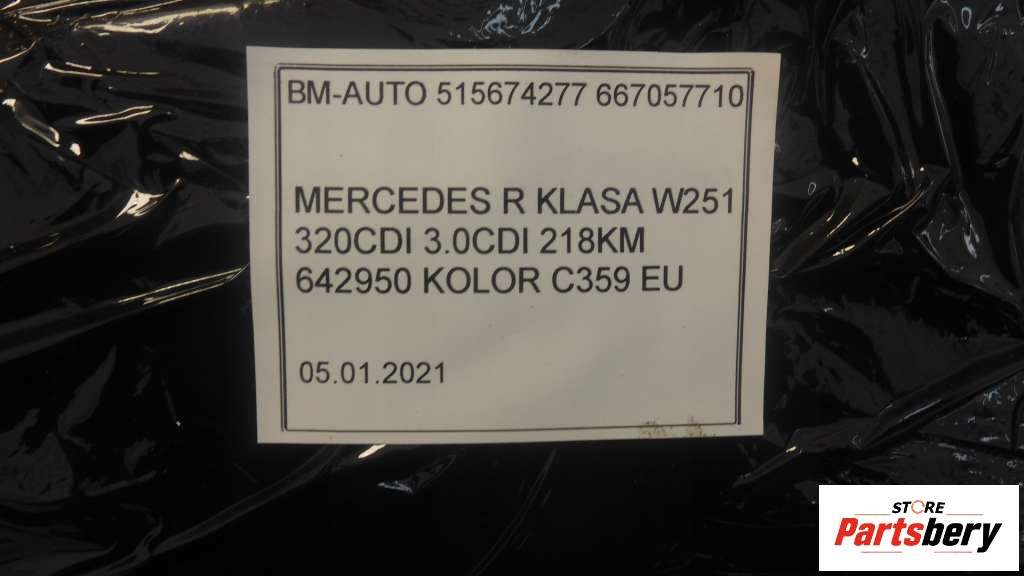 BM-AUTO 515674277 667057710
MERCEDES R KLASA W251
320CDI 3.0CDI 218KM
642950 KOLOR C359 EU
05.01.2021
STORE
Partsbery